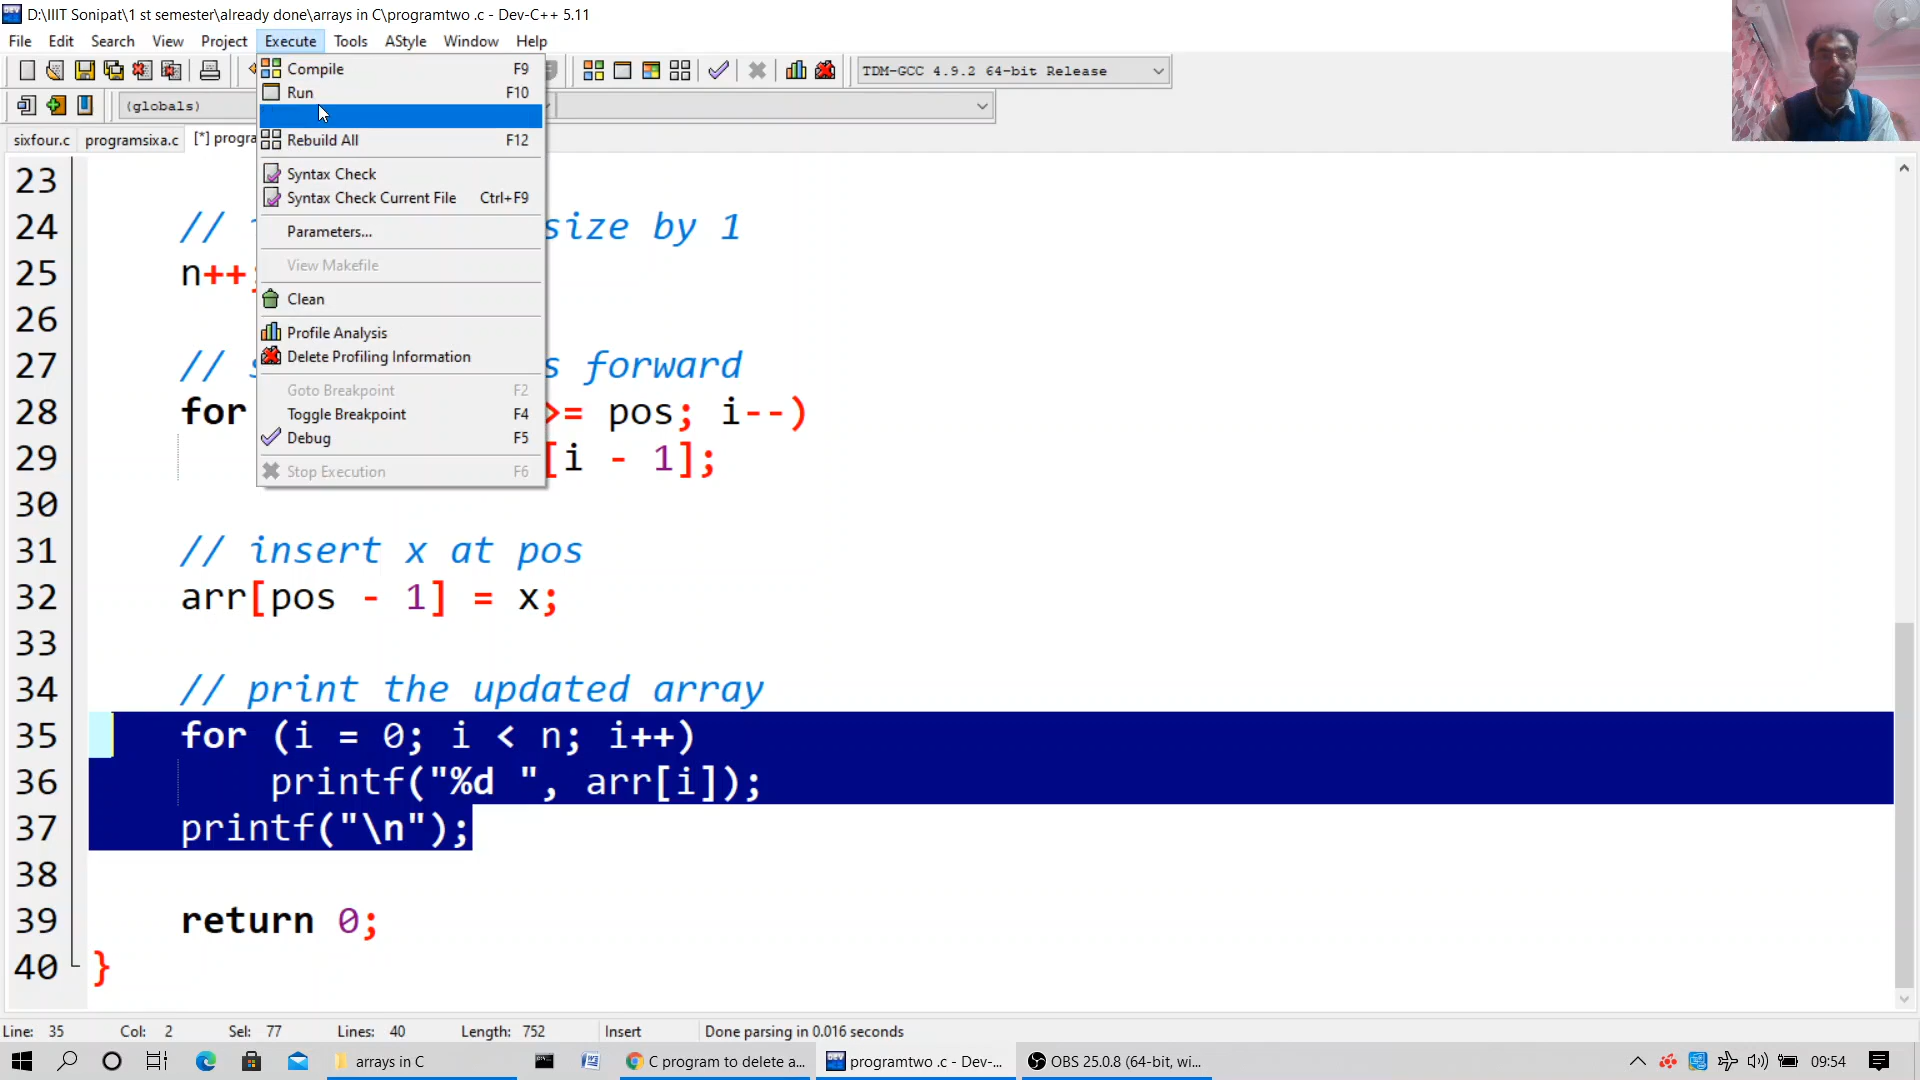 D:\IIIT Sonipat\1 st semester\already done\arrays in C\programtwo .c - Dev-C++ 5.11
File Edit Search View Project Execute Tools AStyle Window Help
TDM-GCC 4.9.2 64-bit Release
(globals)
sixfour.c programsixa.c [*] progra
Compile F9
Run F10
Rebuild All F12
Syntax Check
Syntax Check Current File Ctrl+F9
Parameters...
View Makefile
Clean
Profile Analysis
Delete Profiling Information
Goto Breakpoint F2
Toggle Breakpoint F4
Debug F5
Stop Execution F6
23
24 // size by 1
25 n++;
26
27 // forward
28 for >= pos; i--)
29 [i - 1];
30
31 // insert x at pos
32 arr[pos - 1] = x;
33
34 // print the updated array
35 for (i = 0; i < n; i++)
36 printf("%d ", arr[i]);
37 printf("\n");
38
39 return 0;
40 }
Line: 35 Col: 2 Sel: 77 Lines: 40 Length: 752 Insert Done parsing in 0.016 seconds
arrays in C C program to delete a... programtwo .c - Dev-... OBS 25.0.8 (64-bit, wi... 09:54